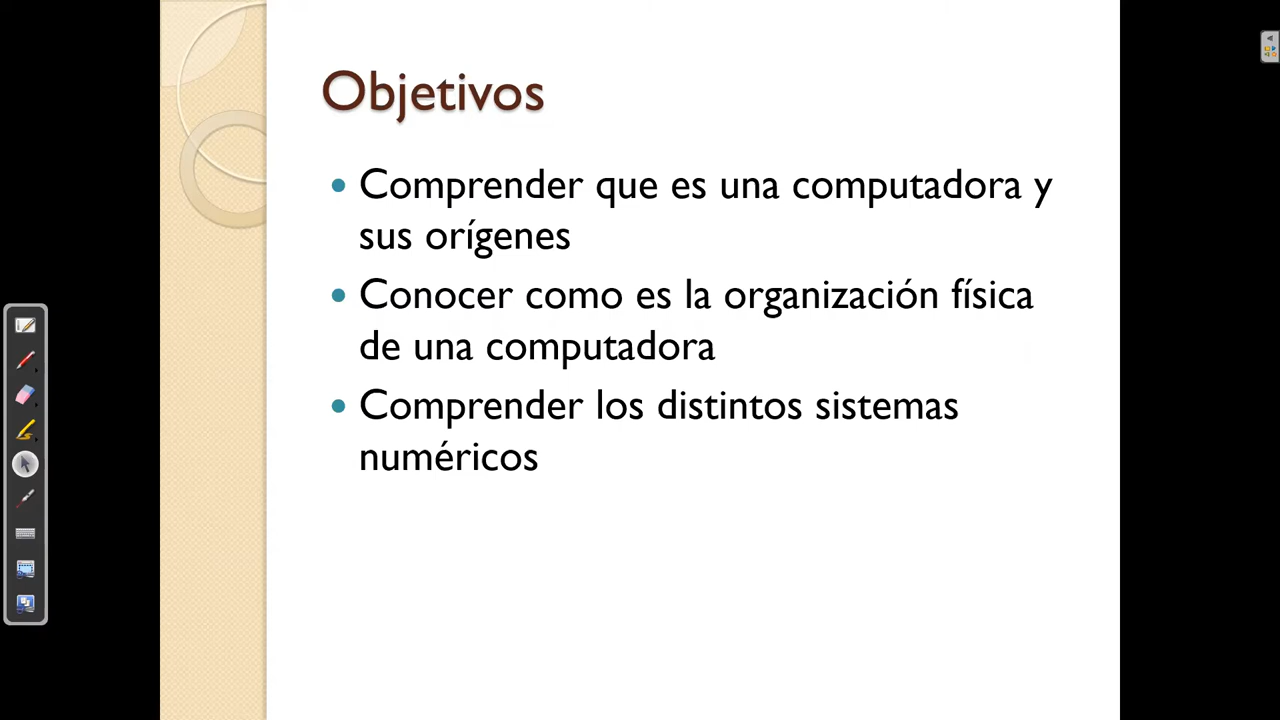 Objetivos
• Comprender que es una computadora y
sus orígenes
• Conocer como es la organización física
de una computadora
• Comprender los distintos sistemas
numéricos